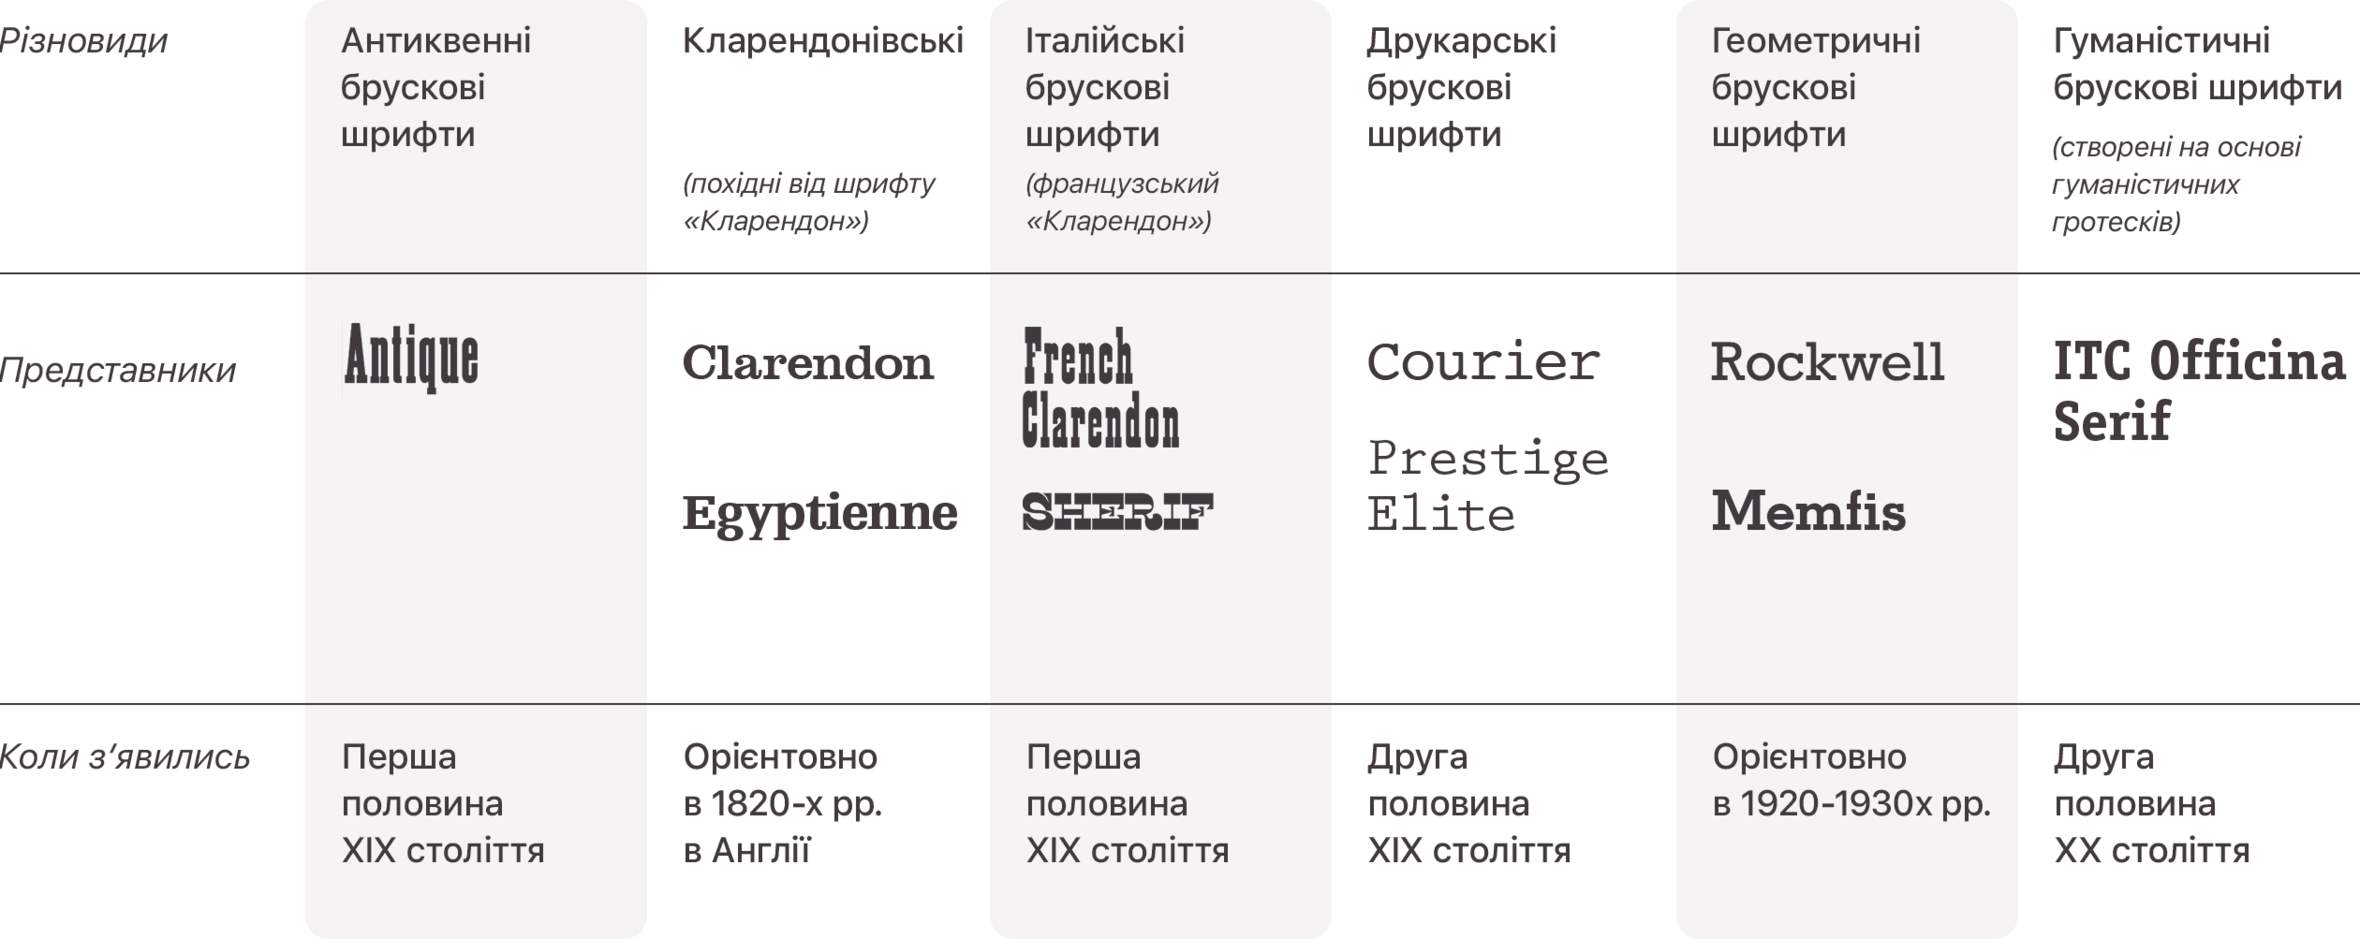 Різновиди
Антиквенні
брускові
шрифти
Кларендонівські
(похідні від шрифту
«Кларендон»)
Італійські
брускові
шрифти
(французський
«Кларендон»)
Друкарські
брускові
шрифти
Геометричні
брускові
шрифти
Гуманістичні
брускові шрифти
(створені на основі
гуманістичних
гротесків)
Представники
Antique
Clarendon
Egyptienne
French
Clarendon
SHERIF
Courier
Prestige
Elite
Rockwell
Memfis
ITC Officina
Serif
Коли з’явились
Перша
половина
XIX століття
Орієнтовно
в 1820-х рр.
в Англії
Перша
половина
XIX століття
Друга
половина
XIX століття
Орієнтовно
в 1920-1930х рр.
Друга
половина
XX століття